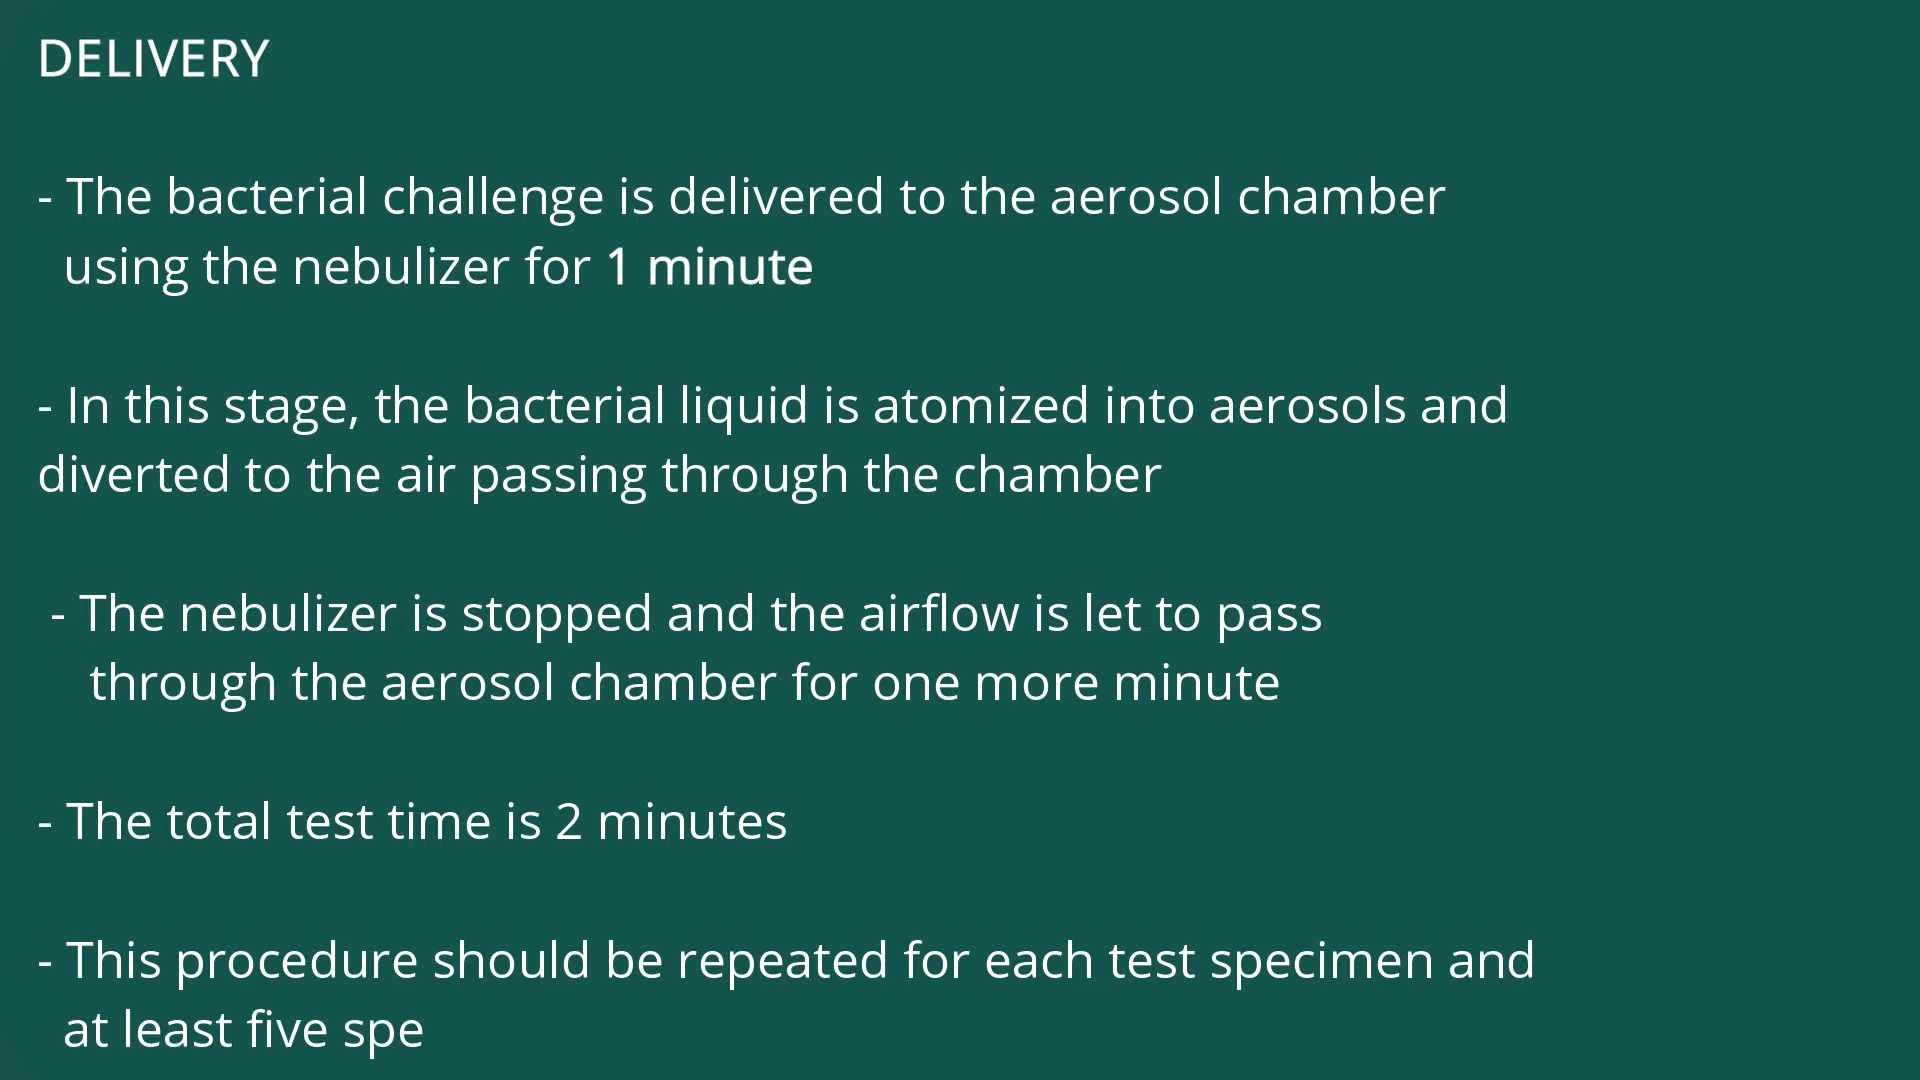 DELIVERY
- The bacterial challenge is delivered to the aerosol chamber
using the nebulizer for 1 minute
- In this stage, the bacterial liquid is atomized into aerosols and
diverted to the air passing through the chamber
- The nebulizer is stopped and the airflow is let to pass
through the aerosol chamber for one more minute
- The total test time is 2 minutes
- This procedure should be repeated for each test specimen and
at least five spe